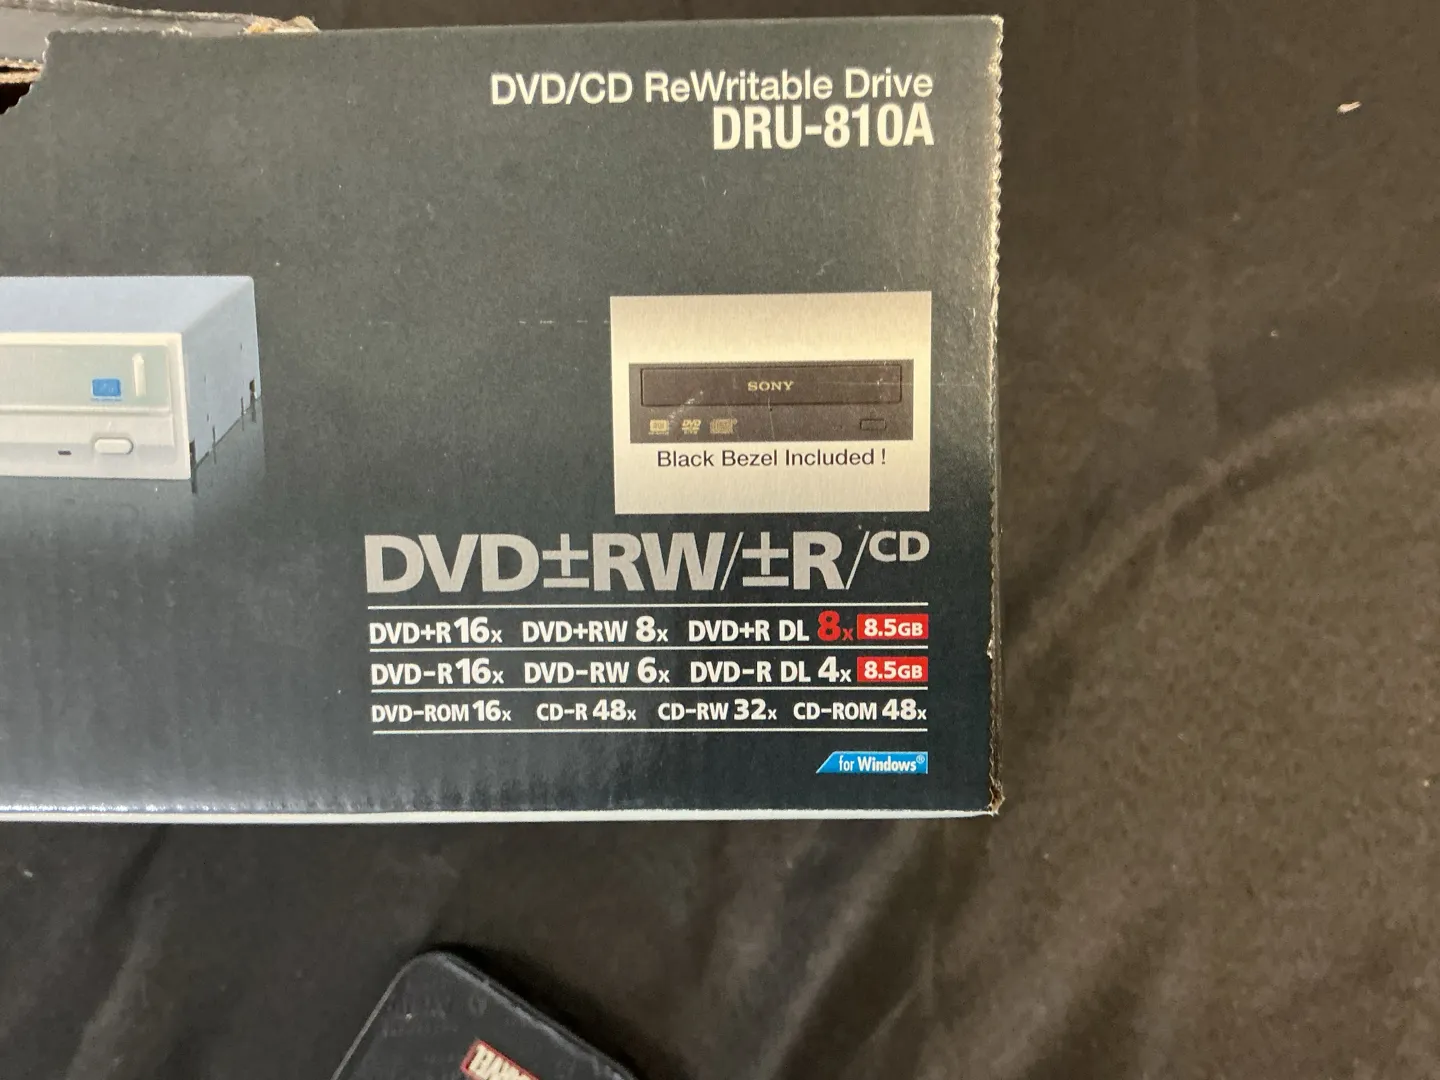 DVD/CD ReWritable Drive
DRU-810A
SONY
DVD
Black Bezel Included !
DVD±RW/±R/CD
DVD+R 16x DVD+RW 8x DVD+R DL 8x 8.5GB
DVD-R 16x DVD-RW 6x DVD-R DL 4x 8.5GB
DVD-ROM 16x CD-R 48x CD-RW 32x CD-ROM 48x
for Windows®